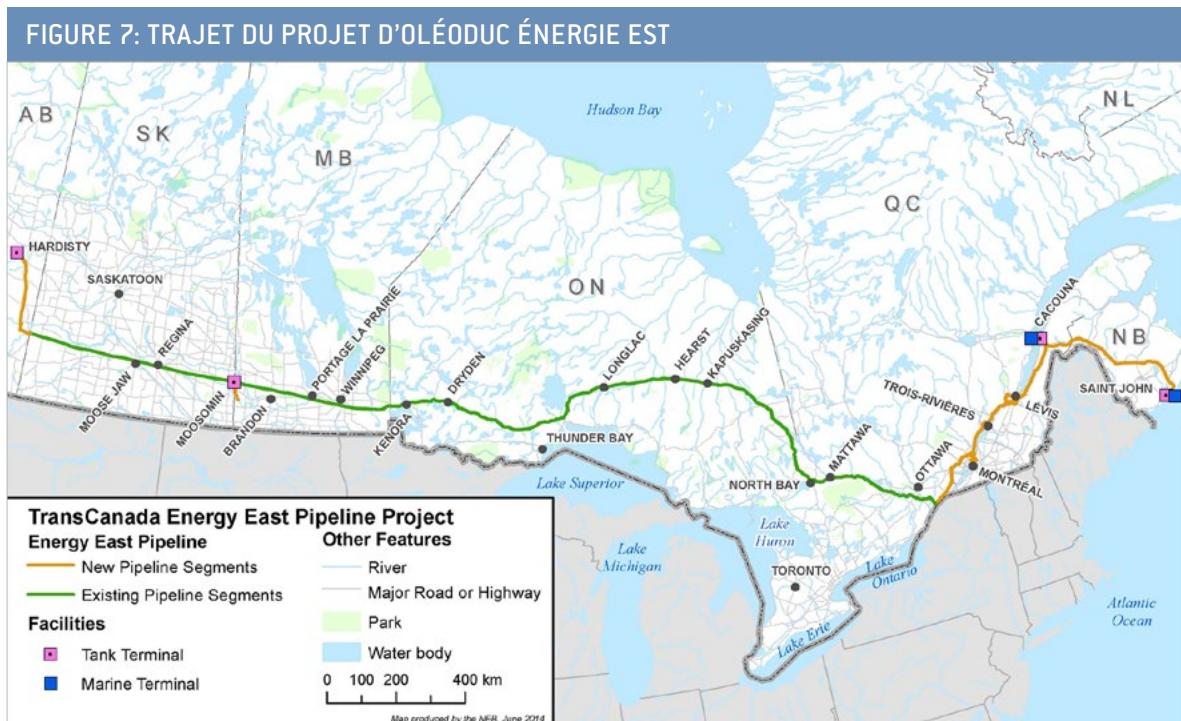 FIGURE 7: TRAJET DU PROJET D'OLÉODUC ÉNERGIE EST
Hudson Bay
NL
AB
SK
MB
QC
ON
HARDISTY
SASKATOON
CACOUNA
NB
REGINA
MOOSE JAW
MOOSOMIN
BRANDON
PORTAGE LA PRAIRIE
WINNIPEG
KENORA
DRYDEN
LONGLAC
HEARST
KAPUSKASING
THUNDER BAY
Lake Superior
NORTH BAY
MATTAWA
OTTAWA
TROIS-RIVIÈRES
LÉVIS
MONTRÉAL
SAINT JOHN
Lake
Huron
Lake
Michigan
TORONTO
Lake
Ontario
Lake Erie
Atlantic
Ocean
TransCanada Energy East Pipeline Project
Energy East Pipeline
New Pipeline Segments
Existing Pipeline Segments
Facilities
Tank Terminal
Marine Terminal
Other Features
River
Major Road or Highway
Park
Water body
0 100 200 400 km
Map produced by the NEB, June 2014